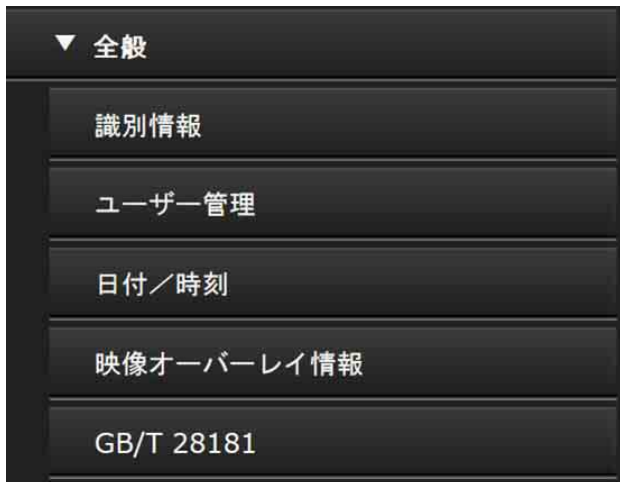 ▼ 全般
識別情報
ユーザー管理
日付／時刻
映像オーバーレイ情報
GB/T 28181